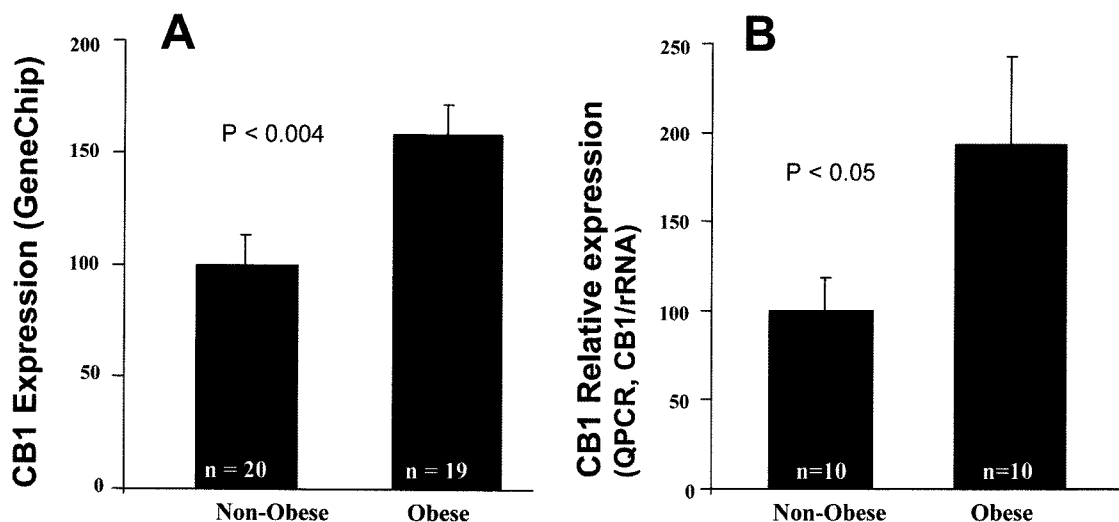 A
CB1 Expression (GeneChip)
200
150
100
50
0
P < 0.004
n = 20
n = 19
Non-Obese
Obese
B
CB1 Relative expression
(QPCR, CB1/rRNA)
250
200
150
100
50
0
P < 0.05
n=10
n=10
Non-Obese
Obese